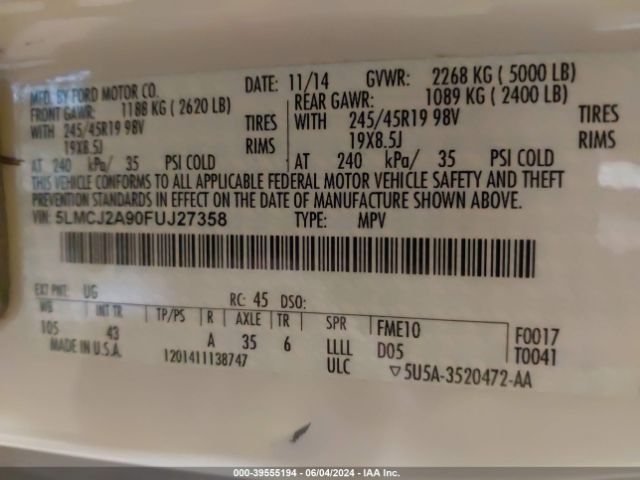 MFD. BY FORD MOTOR CO.
DATE: 11/14 GVWR: 2268 KG ( 5000 LB)
FRONT GAWR: 1188 KG ( 2620 LB) REAR GAWR: 1089 KG ( 2400 LB)
WITH 245/45R19 98V TIRES WITH 245/45R19 98V TIRES
19X8.5J RIMS 19X8.5J RIMS
AT 240 kPa/ 35 PSI COLD AT 240 kPa/ 35 PSI COLD
THIS VEHICLE CONFORMS TO ALL APPLICABLE FEDERAL MOTOR VEHICLE SAFETY AND THEFT
PREVENTION STANDARDS IN EFFECT ON THE DATE OF MANUFACTURE SHOWN ABOVE.
VIN: 5LMCJ2A90FUJ27358 TYPE: MPV
EXT PNT: UG RC: 45 DSO:
WB INT TR TP/PS R AXLE TR SPR FME10 F0017
105 43 A 35 6 LLLL D05 T0041
MADE IN U.S.A. 1201411138747 ULC ▽5U5A-3520472-AA
000-39555194 - 06/04/2024 - IAA Inc.